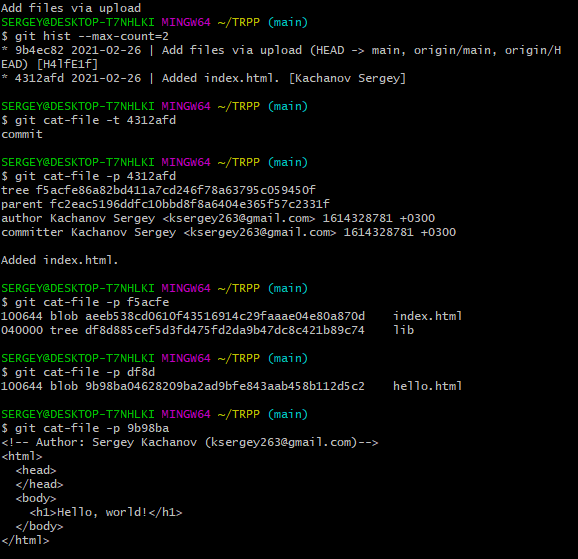 Add files via upload
SERGEY@DESKTOP-T7NHLKI MINGW64 ~/TRPP (main)
$ git hist --max-count=2
* 9b4ec82 2021-02-26 | Add files via upload (HEAD -> main, origin/main, origin/H
EAD) [H4lfE1f]
* 4312afd 2021-02-26 | Added index.html. [Kachanov Sergey]
SERGEY@DESKTOP-T7NHLKI MINGW64 ~/TRPP (main)
$ git cat-file -t 4312afd
commit
SERGEY@DESKTOP-T7NHLKI MINGW64 ~/TRPP (main)
$ git cat-file -p 4312afd
tree f5acfe86a82bd411a7cd246f78a63795c059450f
parent fc2eac5196ddfc10bbd8f8a6404e365f57c2331f
author Kachanov Sergey <ksergey263@gmail.com> 1614328781 +0300
committer Kachanov Sergey <ksergey263@gmail.com> 1614328781 +0300
Added index.html.
SERGEY@DESKTOP-T7NHLKI MINGW64 ~/TRPP (main)
$ git cat-file -p f5acfe
100644 blob aeeb538cd0610f43516914c29faaae04e80a870d    index.html
040000 tree df8d885cef5d3fd475fd2da9b47dc8c421b89c74    lib
SERGEY@DESKTOP-T7NHLKI MINGW64 ~/TRPP (main)
$ git cat-file -p df8d
100644 blob 9b98ba04628209ba2ad9bfe843aab458b112d5c2    hello.html
SERGEY@DESKTOP-T7NHLKI MINGW64 ~/TRPP (main)
$ git cat-file -p 9b98ba
<!-- Author: Sergey Kachanov (ksergey263@gmail.com)-->
<html>
  <head>
  </head>
  <body>
    <h1>Hello, world!</h1>
  </body>
</html>